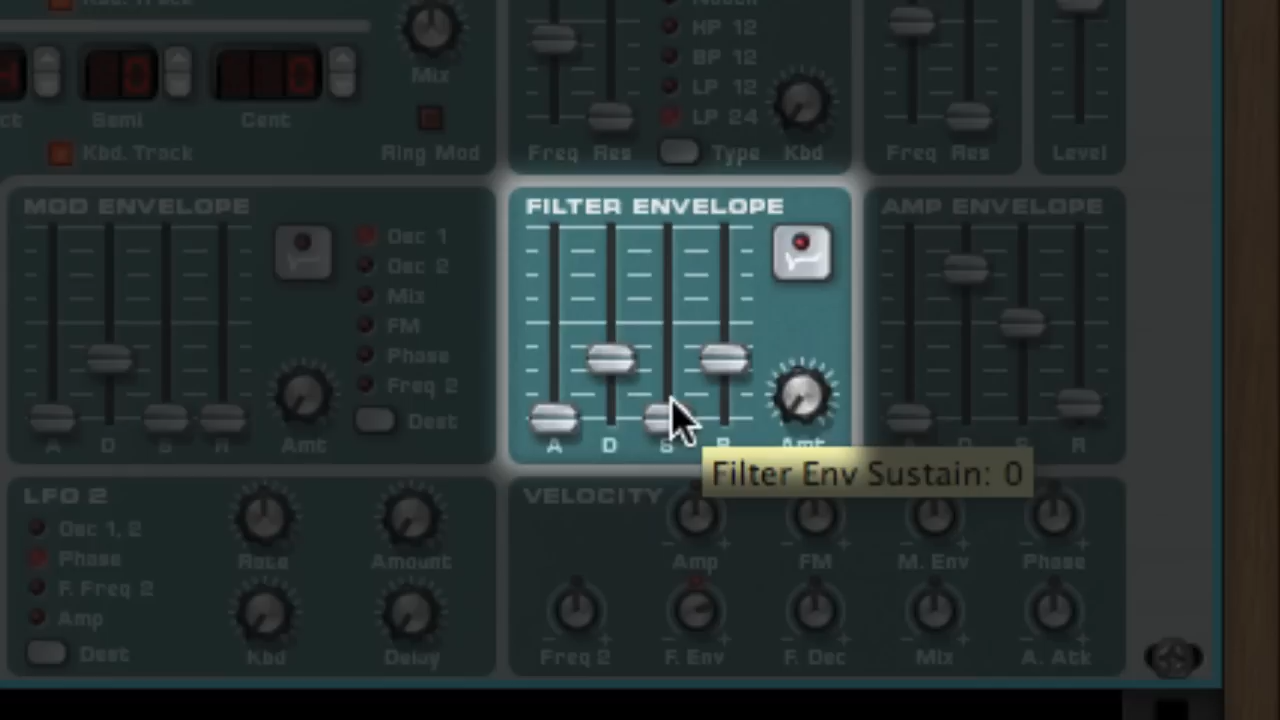 Mix
HP 12
BP 12
LP 12
LP 24
Semi
Cent
Kbd. Track
Ring Mod
Freq
Res
Type
Kbd
Freq
Res
Level
MOD ENVELOPE
Osc 1
Osc 2
Mix
FM
Phase
Freq 2
Dest
A
D
S
R
Amt
FILTER ENVELOPE
A
D
S
R
Amt
AMP ENVELOPE
A
D
S
R
Filter Env Sustain: 0
LFO 2
Osc 1, 2
Phase
F. Freq 2
Amp
Dest
Rate
Amount
Kbd
Delay
VELOCITY
Amp
FM
M. Env
Phase
Freq 2
F. Env
F. Dec
Mix
A. Atk